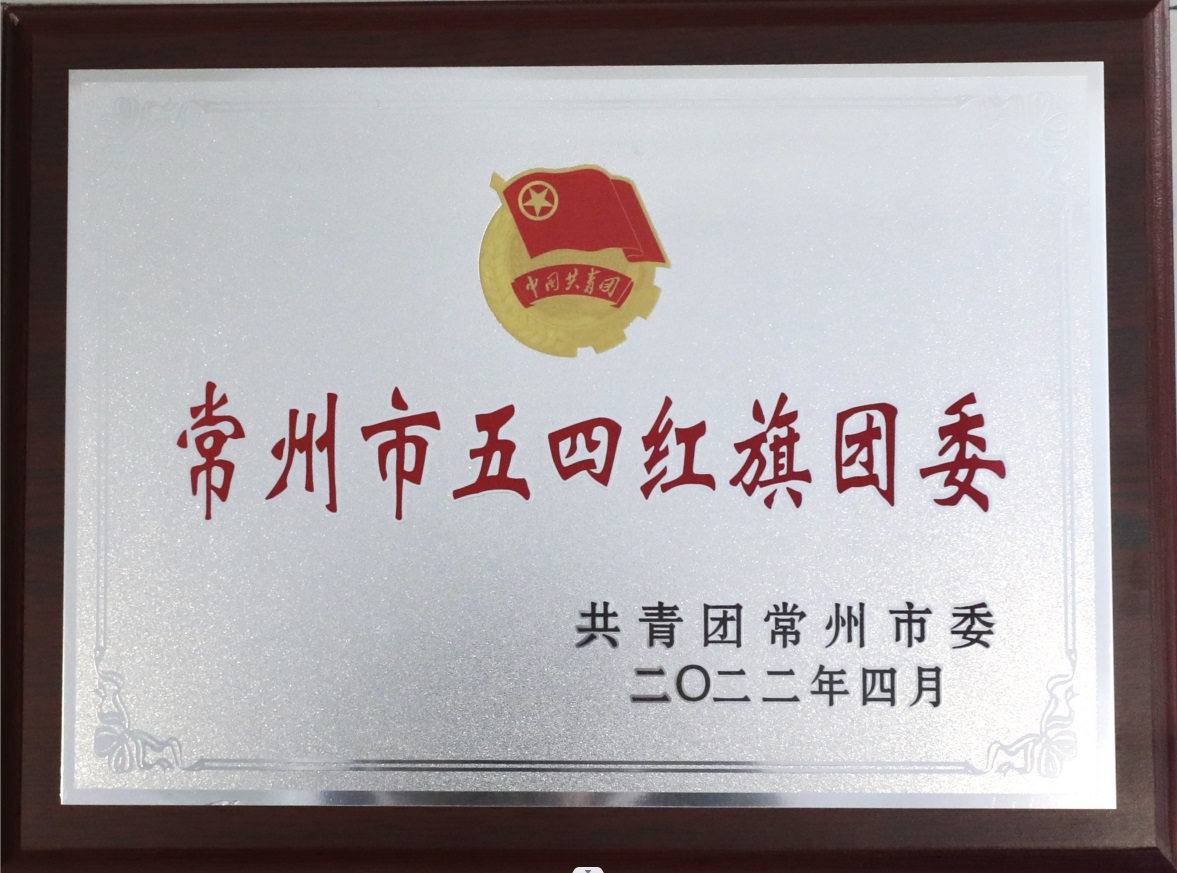 中国共青团
常州市五四红旗团委
共青团常州市委
二〇二二年四月